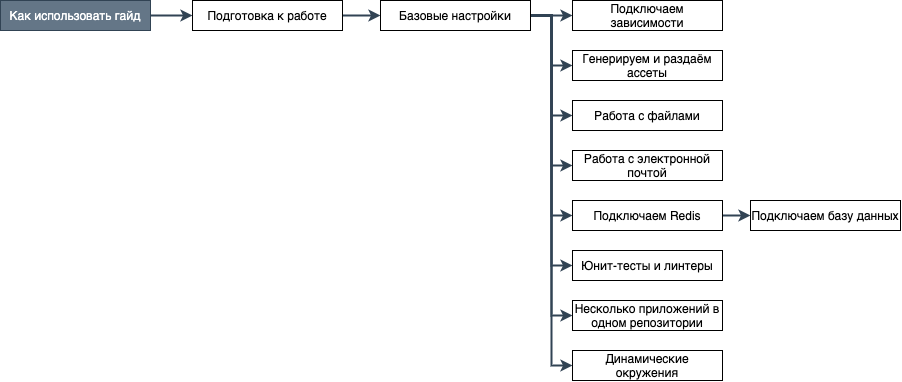 Как использовать гайд
Подготовка к работе
Базовые настройки
Подключаем
зависимости
Генерируем и раздаём
ассеты
Работа с файлами
Работа с электронной
почтой
Подключаем Redis
Подключаем базу данных
Юнит-тесты и линтеры
Несколько приложений в
одном репозитории
Динамические
окружения